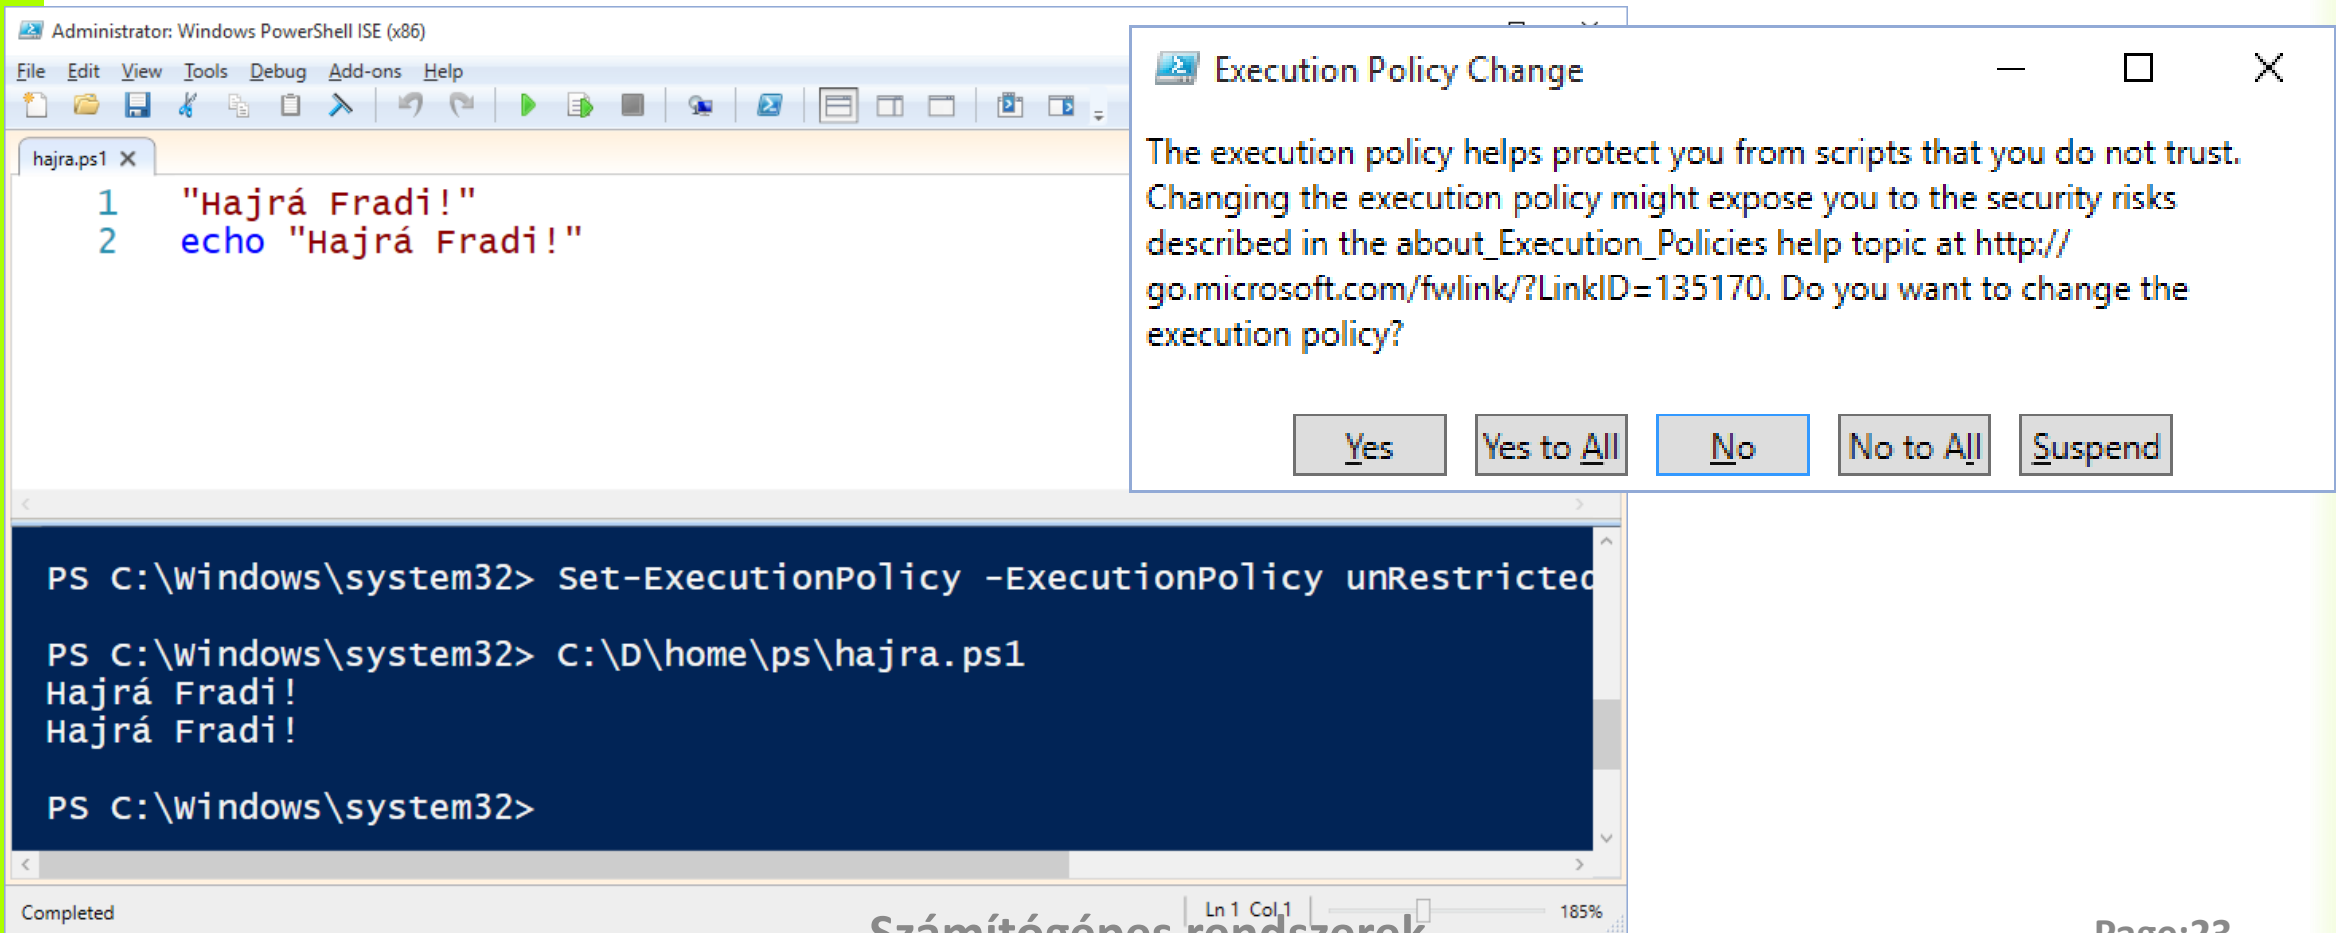 Administrator: Windows PowerShell ISE (x86)
File Edit View Tools Debug Add-ons Help
hajra.ps1
1 "Hajrá Fradi!"
2 echo "Hajrá Fradi!"
PS C:\Windows\system32> Set-ExecutionPolicy -ExecutionPolicy unRestricted
PS C:\Windows\system32> C:\D\home\ps\hajra.ps1
Hajrá Fradi!
Hajrá Fradi!
PS C:\Windows\system32>
Completed
Ln 1 Col 1
185%
Execution Policy Change
The execution policy helps protect you from scripts that you do not trust.
Changing the execution policy might expose you to the security risks
described in the about_Execution_Policies help topic at http://
go.microsoft.com/fwlink/?LinkID=135170. Do you want to change the
execution policy?
Yes Yes to All No No to All Suspend
Számítógépes rendszerek
Page:23